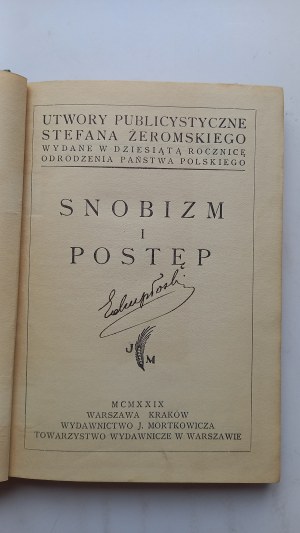 UTWORY PUBLICYSTYCZNE
STEFANA ŻEROMSKIEGO
WYDANE W DZIESIĄTĄ ROCZNICĘ
ODRODZENIA PAŃSTWA POLSKIEGO
SNOBIZM
I
POSTĘP
J M
MCMXXIX
WARSZAWA KRAKÓW
WYDAWNICTWO J. MORTKOWICZA
TOWARZYSTWO WYDAWNICZE W WARSZAWIE